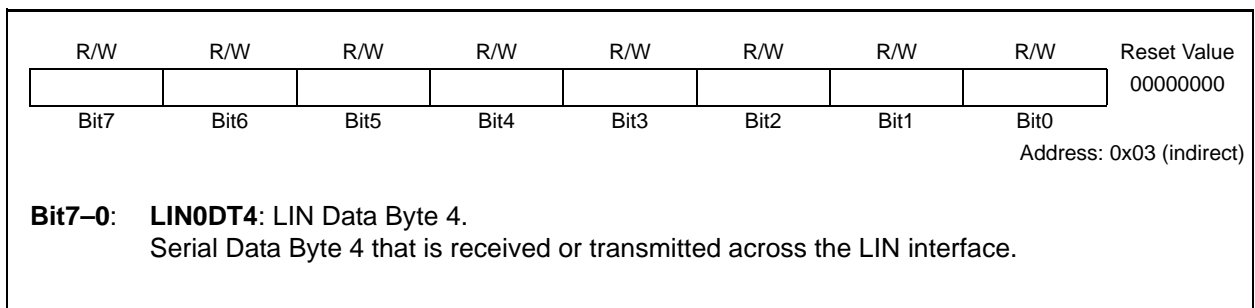 R/W R/W R/W R/W R/W R/W R/W R/W Reset Value
00000000
Bit7 Bit6 Bit5 Bit4 Bit3 Bit2 Bit1 Bit0
Address: 0x03 (indirect)
Bit7–0: LIN0DT4: LIN Data Byte 4.
Serial Data Byte 4 that is received or transmitted across the LIN interface.